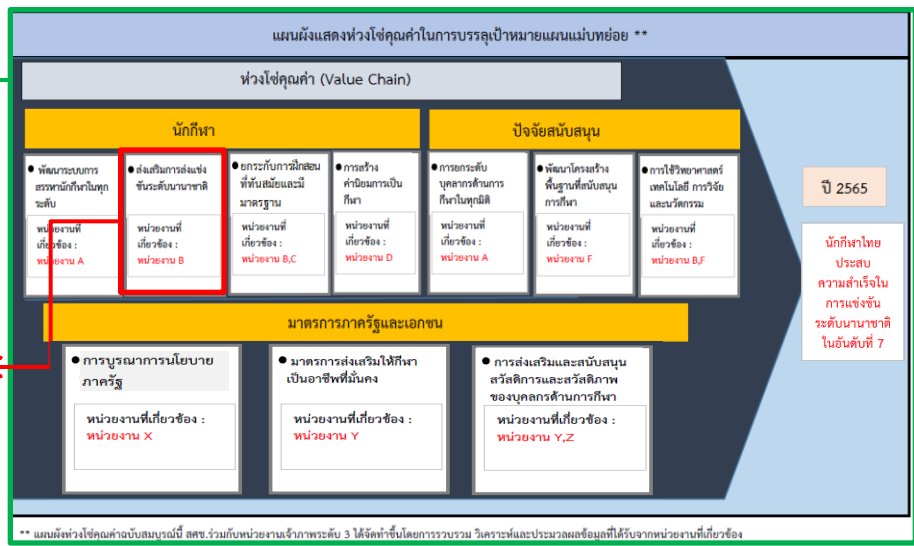 แผนผังแสดงห่วงโซ่คุณค่าในการบรรลุเป้าหมายแผนแม่บทย่อย **
ห่วงโซ่คุณค่า (Value Chain)
นักกีฬา
● พัฒนาระบบการ
สรรหานักกีฬาในทุก
ระดับ
หน่วยงานที่
เกี่ยวข้อง :
หน่วยงาน A
● ส่งเสริมการส่งแข่ง
ขันระดับนานาชาติ
หน่วยงานที่
เกี่ยวข้อง :
หน่วยงาน B
● ยกระดับการฝึกสอน
ที่ทันสมัยและมี
มาตรฐาน
หน่วยงานที่
เกี่ยวข้อง :
หน่วยงาน B,C
● การสร้าง
ค่านิยมการเป็น
กีฬา
หน่วยงานที่
เกี่ยวข้อง :
หน่วยงาน D
ปัจจัยสนับสนุน
● การยกระดับ
บุคลากรด้านการ
กีฬาในทุกมิติ
หน่วยงานที่
เกี่ยวข้อง :
หน่วยงาน A
● พัฒนาโครงสร้าง
พื้นฐานที่สนับสนุน
การกีฬา
หน่วยงานที่
เกี่ยวข้อง :
หน่วยงาน F
● การใช้วิทยาศาสตร์
เทคโนโลยี การวิจัย
และนวัตกรรม
หน่วยงานที่
เกี่ยวข้อง :
หน่วยงาน B,F
มาตรการภาครัฐและเอกชน
● การบูรณาการนโยบาย
ภาครัฐ
หน่วยงานที่เกี่ยวข้อง :
หน่วยงาน X
● มาตรการส่งเสริมให้กีฬา
เป็นอาชีพที่มั่นคง
หน่วยงานที่เกี่ยวข้อง :
หน่วยงาน Y
● การส่งเสริมและสนับสนุน
สวัสดิการและสวัสดิภาพ
ของบุคลกรด้านการกีฬา
หน่วยงานที่เกี่ยวข้อง :
หน่วยงาน Y,Z
ปี 2565
นักกีฬาไทย
ประสบ
ความสำเร็จใน
การแข่งขัน
ระดับนานาชาติ
ในอันดับที่ 7
** แผนผังห่วงโซ่คุณค่าฉบับสมบูรณ์นี้ สศช.ร่วมกับหน่วยงานเจ้าภาพระดับ 3 ได้จัดทำขึ้นโดยการรวบรวม วิเคราะห์และประมวลผลข้อมูลที่ได้รับจากหน่วยงานที่เกี่ยวข้อง